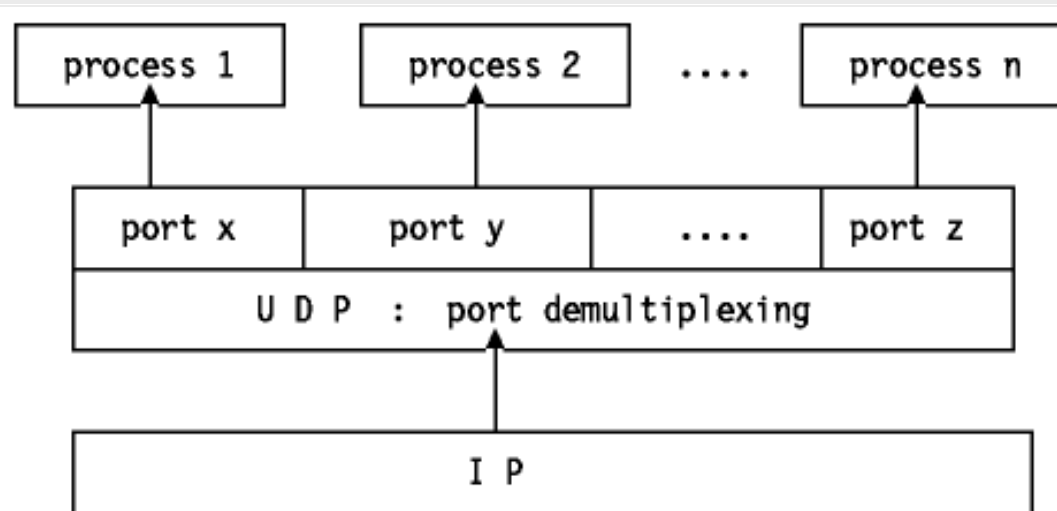 process 1 process 2 .... process n
port x port y .... port z
U D P : port demultiplexing
I P